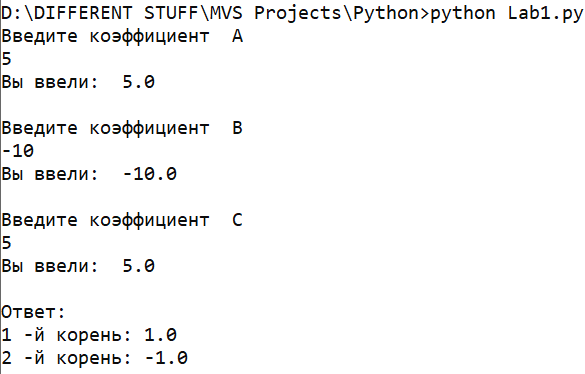 D:\DIFFERENT STUFF\MVS Projects\Python>python Lab1.py
Введите коэффициент  A
5
Вы ввели:  5.0
Введите коэффициент  B
-10
Вы ввели:  -10.0
Введите коэффициент  C
5
Вы ввели:  5.0
Ответ:
1 -й корень: 1.0
2 -й корень: -1.0